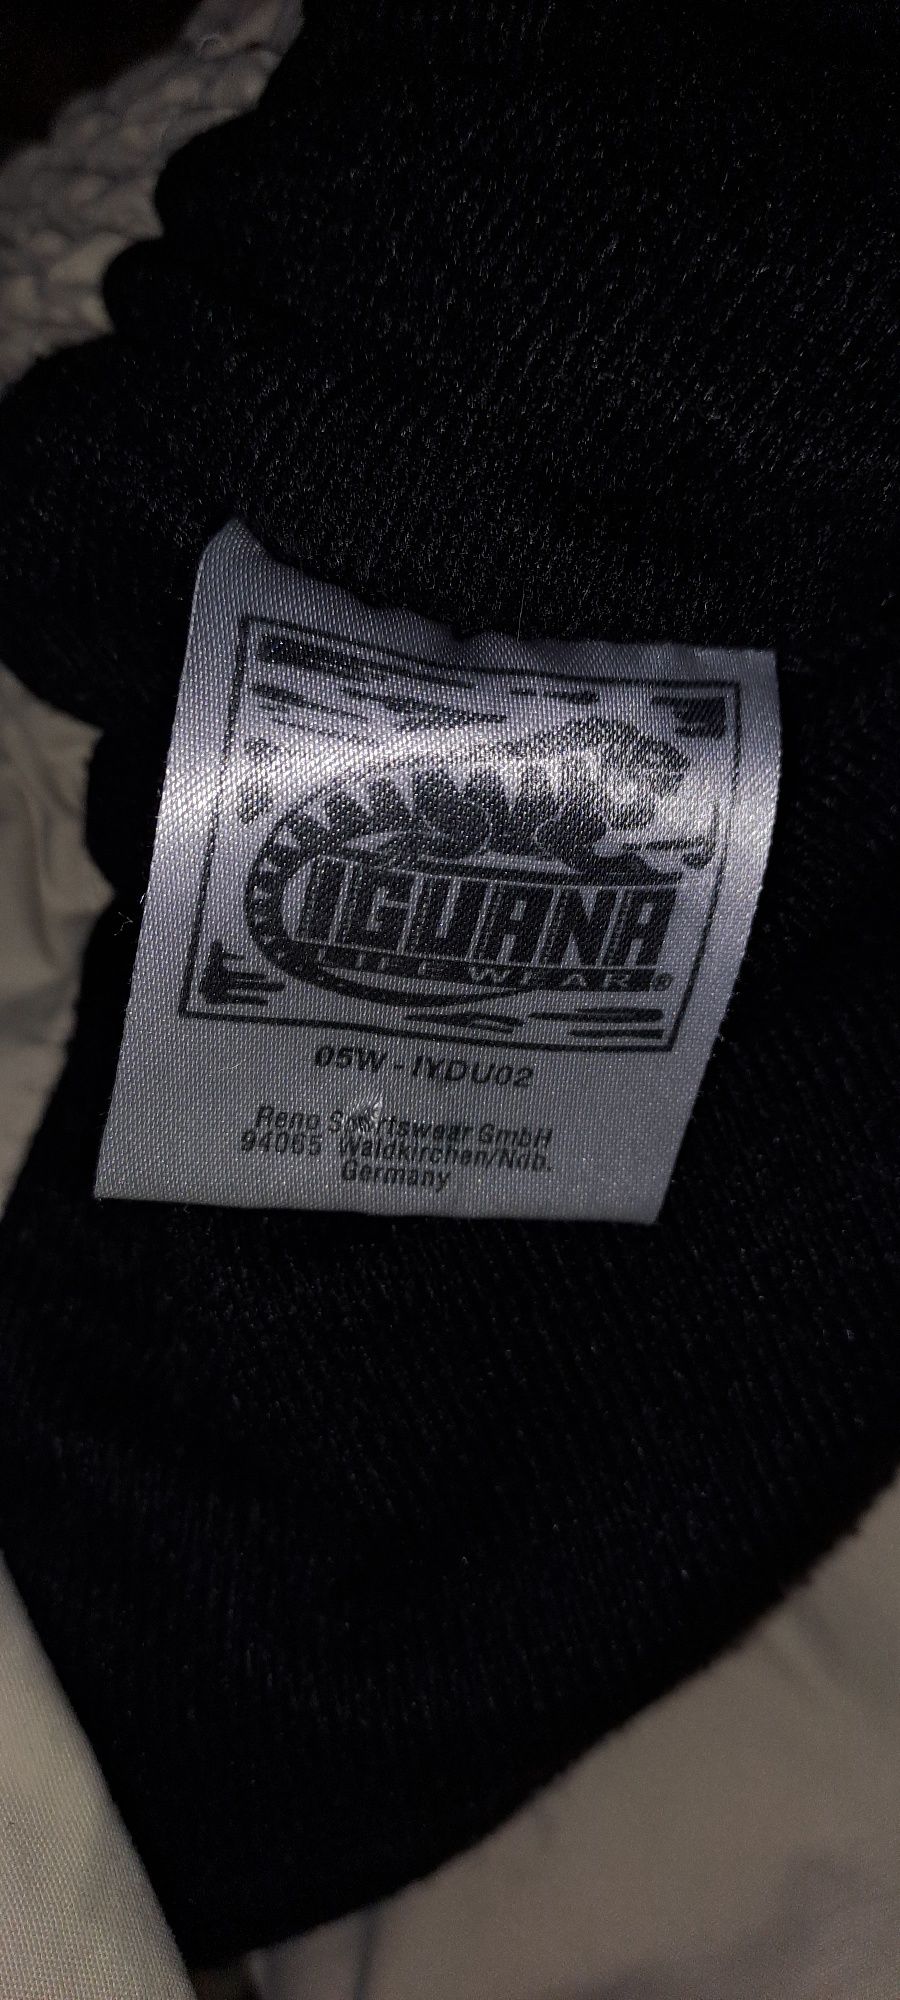 IGUANA
LIFEWEAR®
05W - IYDU02
Reno Sportswear GmbH
94065 Waldkirchen/Ndb.
Germany